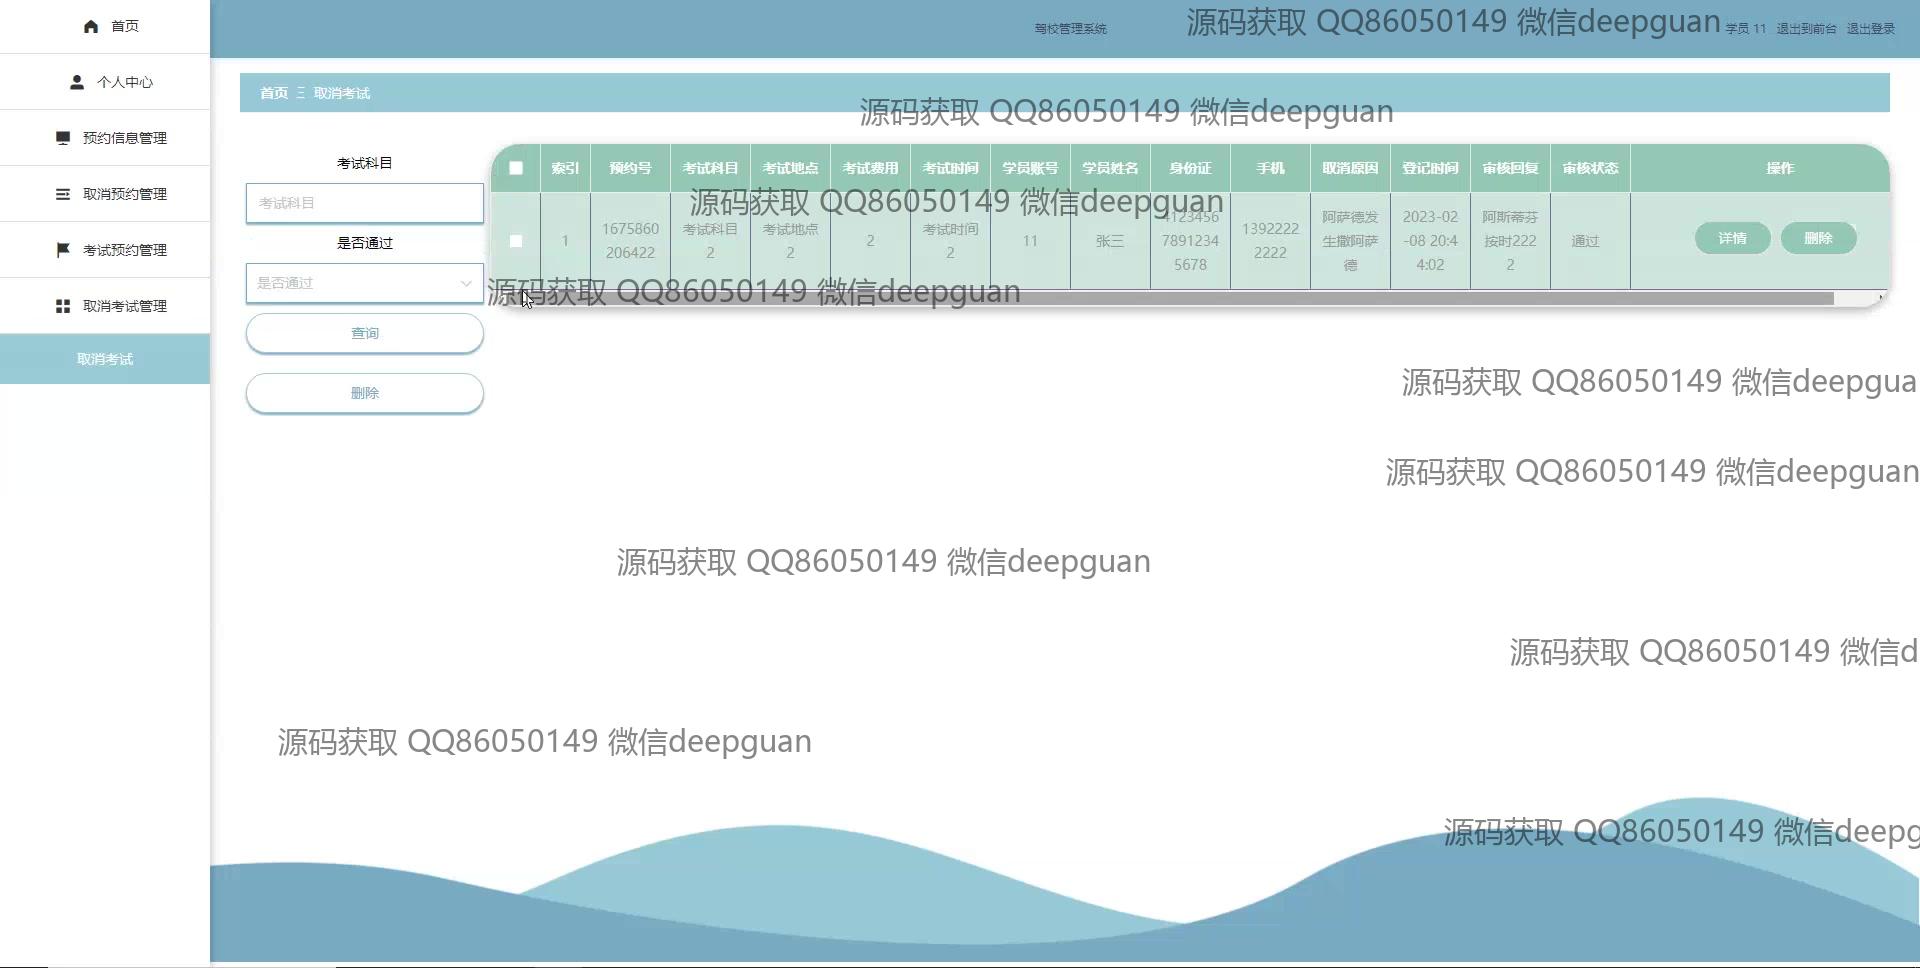 首页
个人中心
预约信息管理
取消预约管理
考试预约管理
取消考试管理
取消考试
驾校管理系统
源码获取 QQ86050149 微信deepguan
学员 11 退出到前台 退出登录
首页 Ξ 取消考试
源码获取 QQ86050149 微信deepguan
考试科目
考试科目
是否通过
是否通过
查询
删除
索引 预约号 考试科目 考试地点 考试费用 考试时间 学员账号 学员姓名 身份证 手机 取消原因 登记时间 审核回复 审核状态 操作
源码获取 QQ86050149 微信deepguan
1
1675860
206422
考试科目
2
考试地点
2
2
考试时间
2
11
张三
4123456
7891234
5678
1392222
2222
阿萨德发
生撒阿萨
德
2023-02
-08 20:4
4:02
阿斯蒂芬
按时222
2
通过
详情 删除
源码获取 QQ86050149 微信deepguan
源码获取 QQ86050149 微信deepgua
源码获取 QQ86050149 微信deepguan
源码获取 QQ86050149 微信deepguan
源码获取 QQ86050149 微信d
源码获取 QQ86050149 微信deepguan
源码获取 QQ86050149 微信deepg